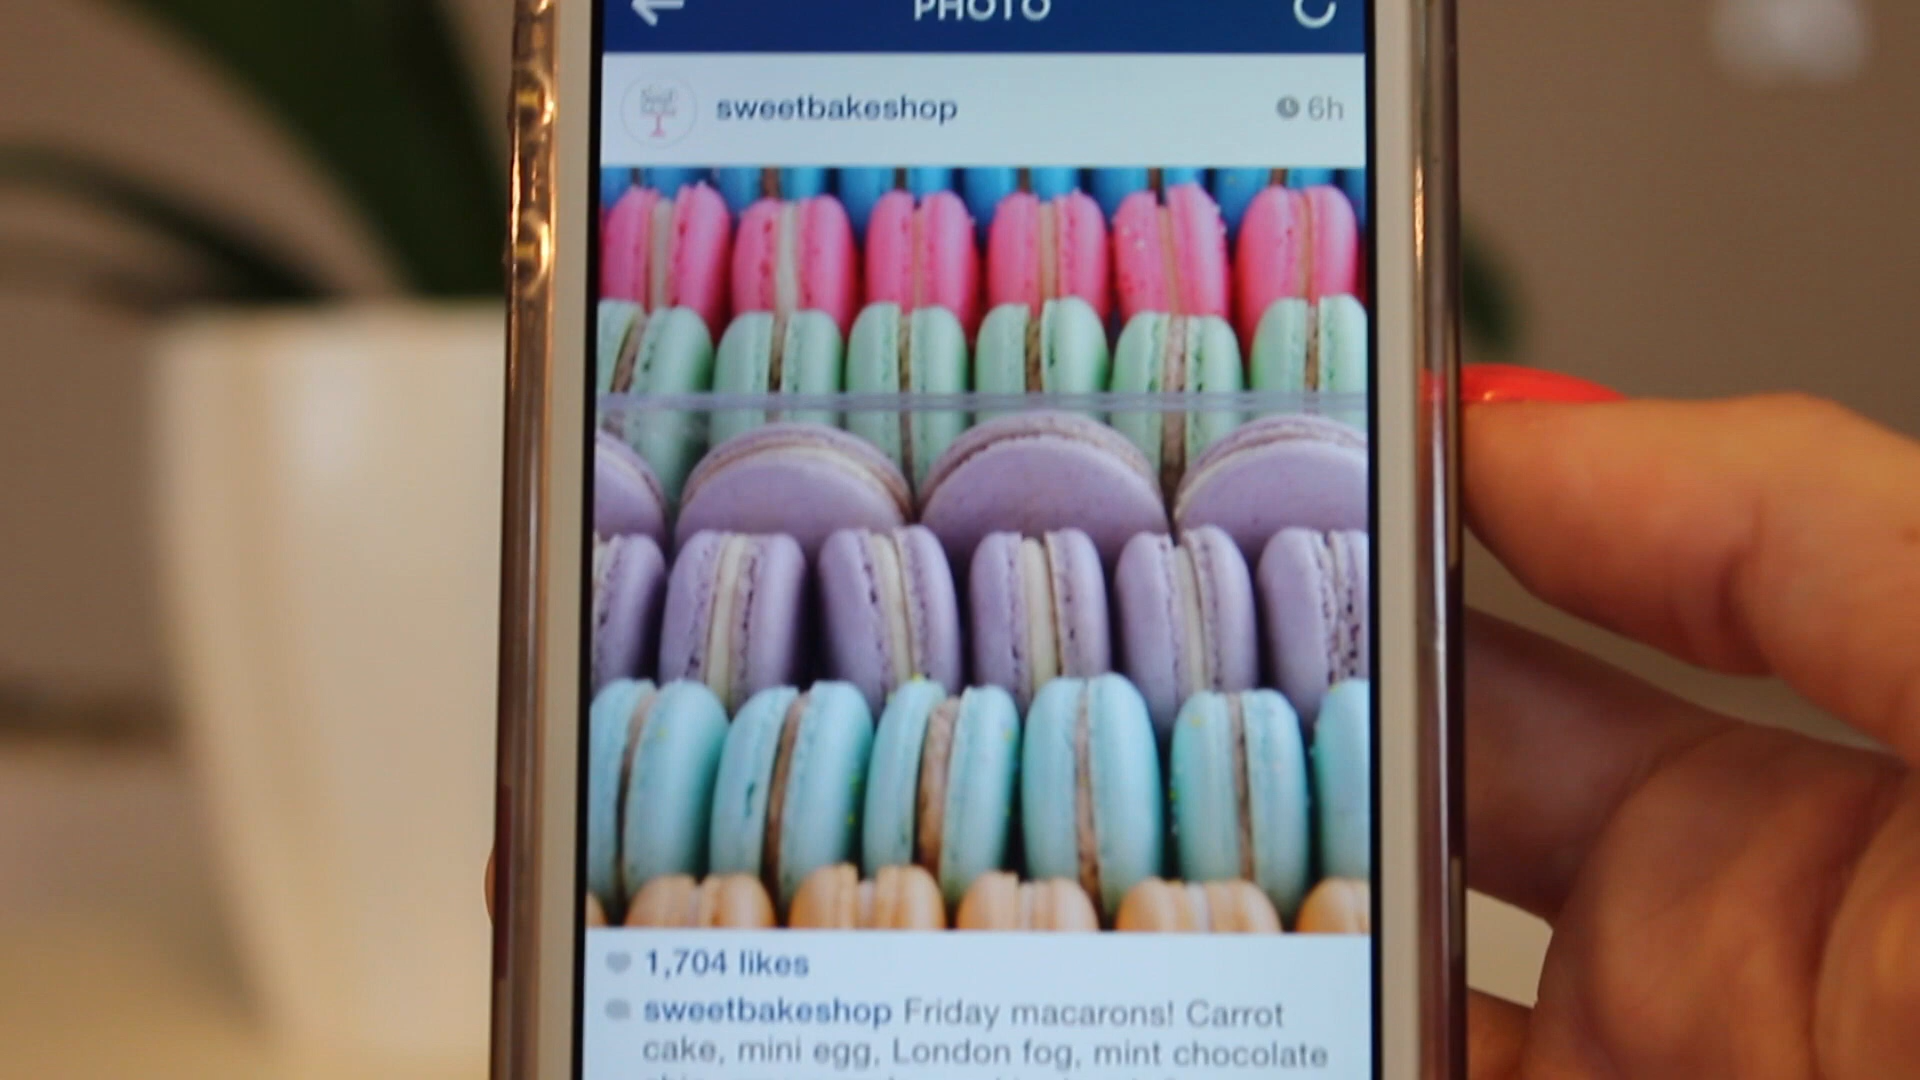 PHOTO
sweetbakeshop
6h
1,704 likes
sweetbakeshop Friday macarons! Carrot
cake, mini egg, London fog, mint chocolate